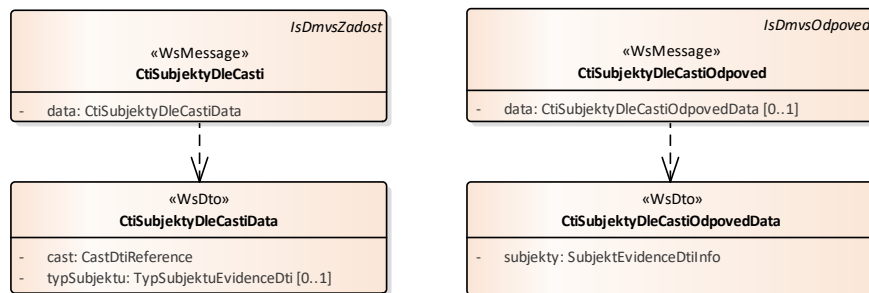 IsDmvsZadost
«WsMessage»
CtiSubjektyDleCasti
- data: CtiSubjektyDleCastiData
IsDmvsOdpoved
«WsMessage»
CtiSubjektyDleCastiOdpoved
- data: CtiSubjektyDleCastiOdpovedData [0..1]
«WsDto»
CtiSubjektyDleCastiData
- cast: CastDtiReference
- typSubjektu: TypSubjektuEvidenceDti [0..1]
«WsDto»
CtiSubjektyDleCastiOdpovedData
- subjekty: SubjektEvidenceDtiInfo